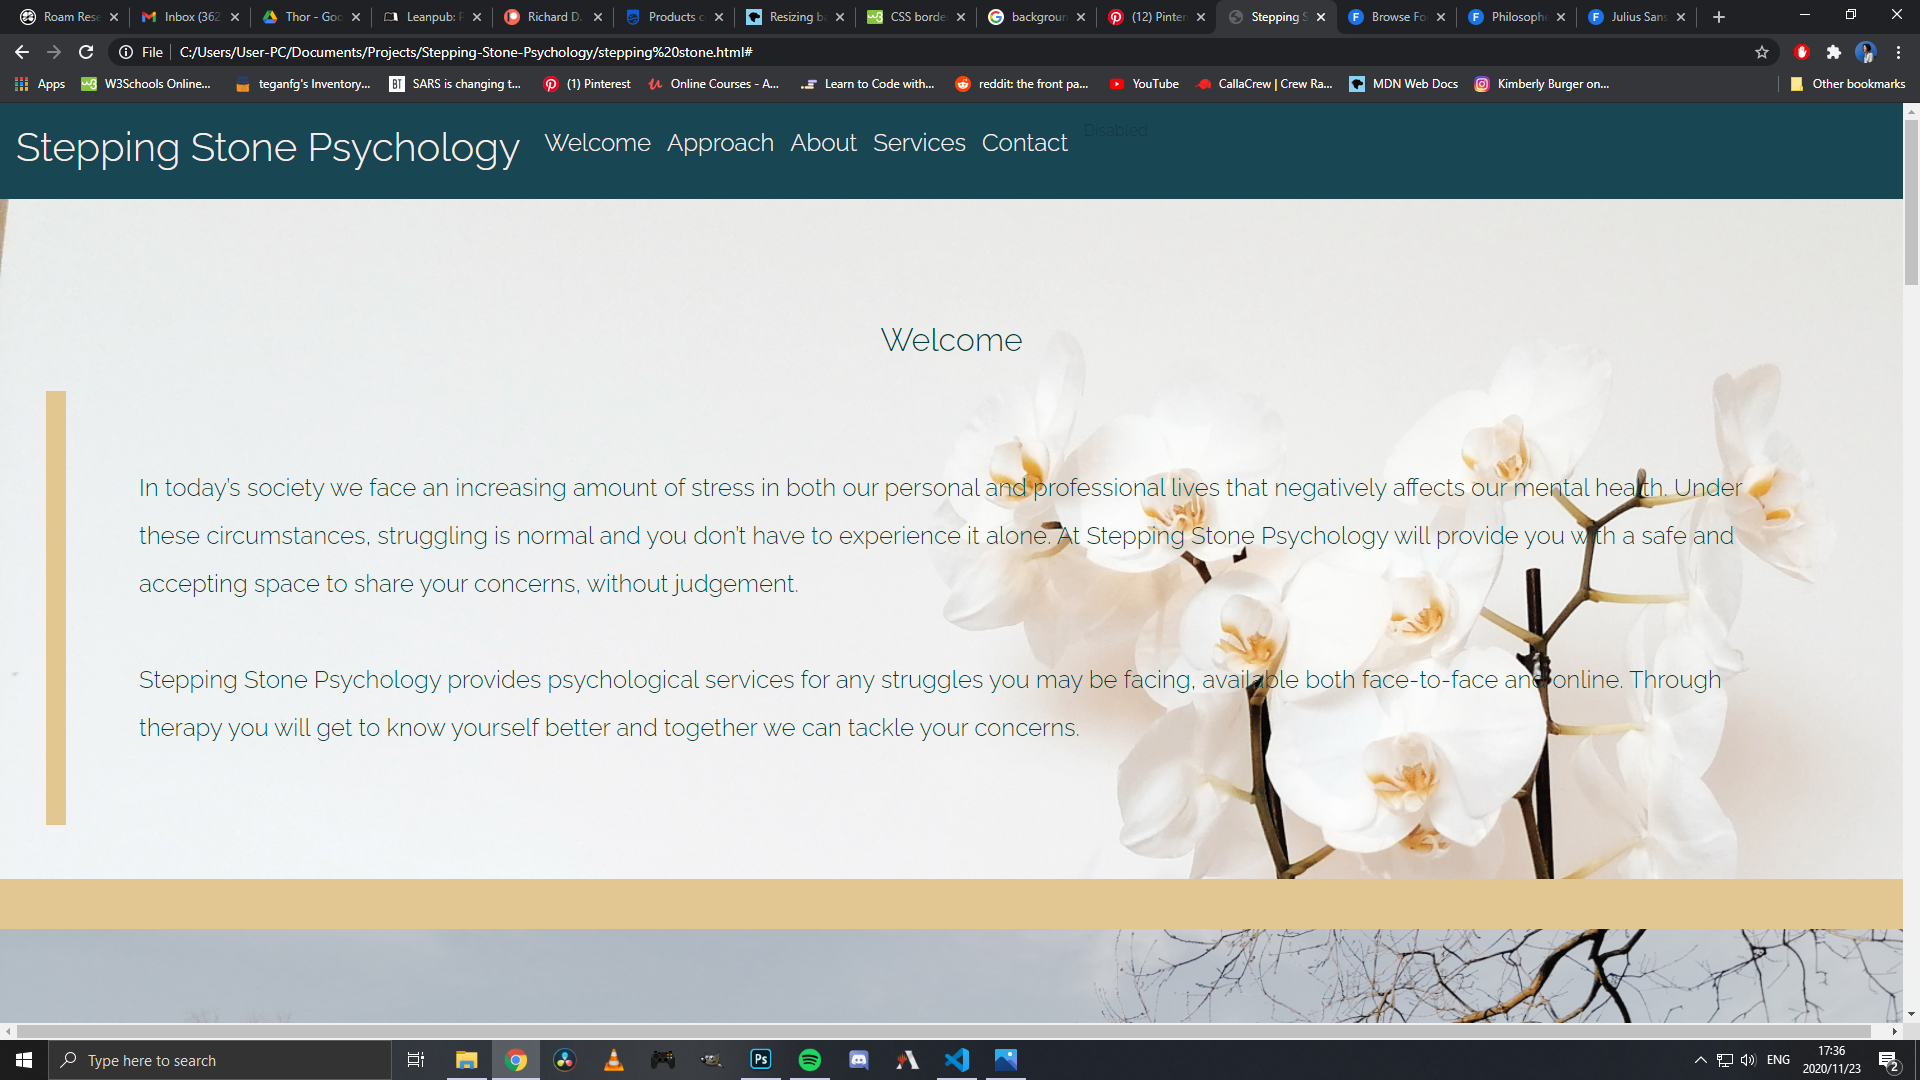 Roam Rese
Inbox (362
Thor - Goo
Leanpub: P
Richard D.
Products o
Resizing ba
CSS borde
background
(12) Pinter
Stepping S
Browse Fo
Philosophe
Julius Sans
File
C:/Users/User-PC/Documents/Projects/Stepping-Stone-Psychology/stepping%20stone.html#
Apps
W3Schools Online...
teganfg's Inventory...
SARS is changing t...
(1) Pinterest
Online Courses - A...
Learn to Code with...
reddit: the front pa...
YouTube
CallaCrew | Crew Ra...
MDN Web Docs
Kimberly Burger on...
Other bookmarks
Stepping Stone Psychology
Welcome Approach About Services Contact Disabled
Welcome
In today's society we face an increasing amount of stress in both our personal and professional lives that negatively affects our mental health. Under
these circumstances, struggling is normal and you don't have to experience it alone. At Stepping Stone Psychology will provide you with a safe and
accepting space to share your concerns, without judgement.
Stepping Stone Psychology provides psychological services for any struggles you may be facing, available both face-to-face and online. Through
therapy you will get to know yourself better and together we can tackle your concerns.
Type here to search
Ps
ENG
17:36
2020/11/23
2